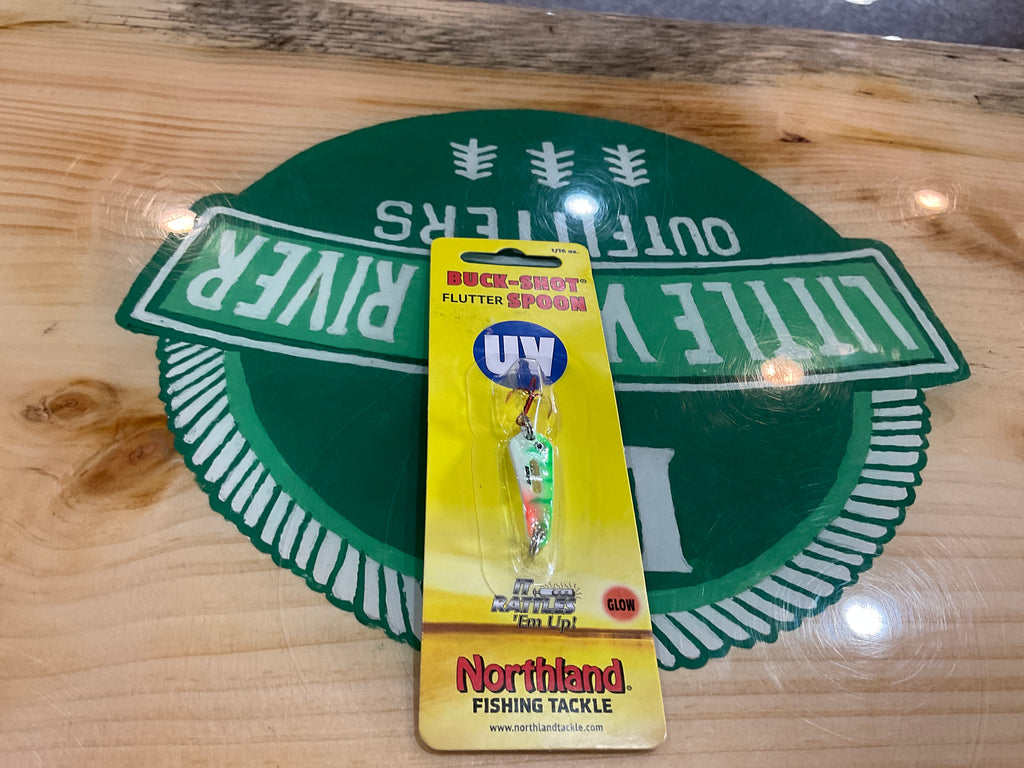 1/16 oz.
BUCK-SHOT®
FLUTTER SPOON
UV
IT
RATTLES
'Em Up!
GLOW
Northland®
FISHING TACKLE
www.northlandtackle.com
LITTLE
RIVER
OUTFITTERS